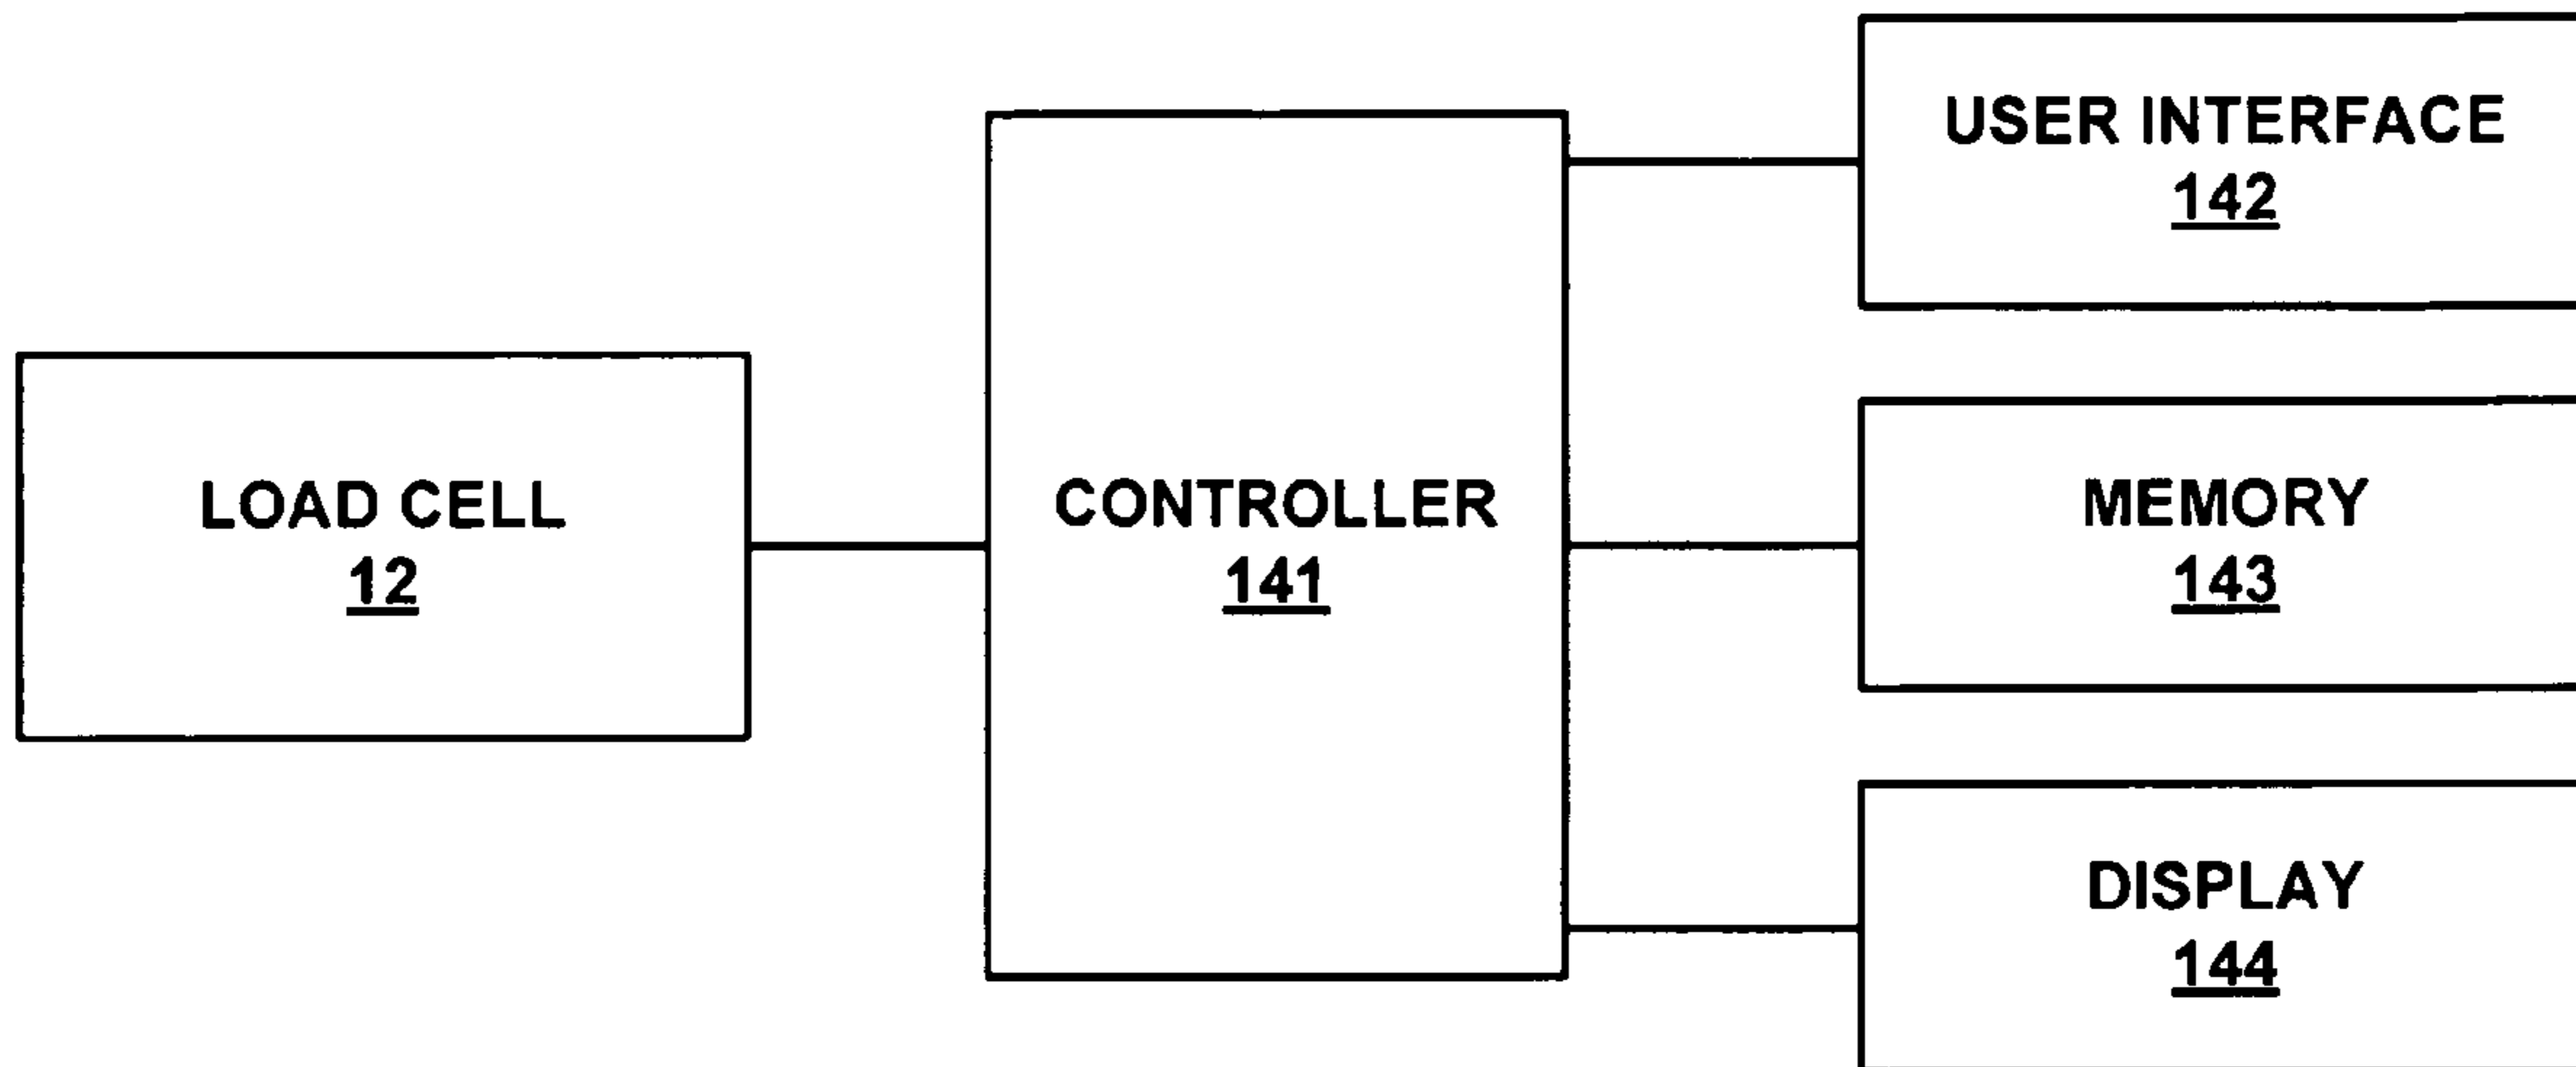 USER INTERFACE
142
LOAD CELL
12
CONTROLLER
141
MEMORY
143
DISPLAY
144